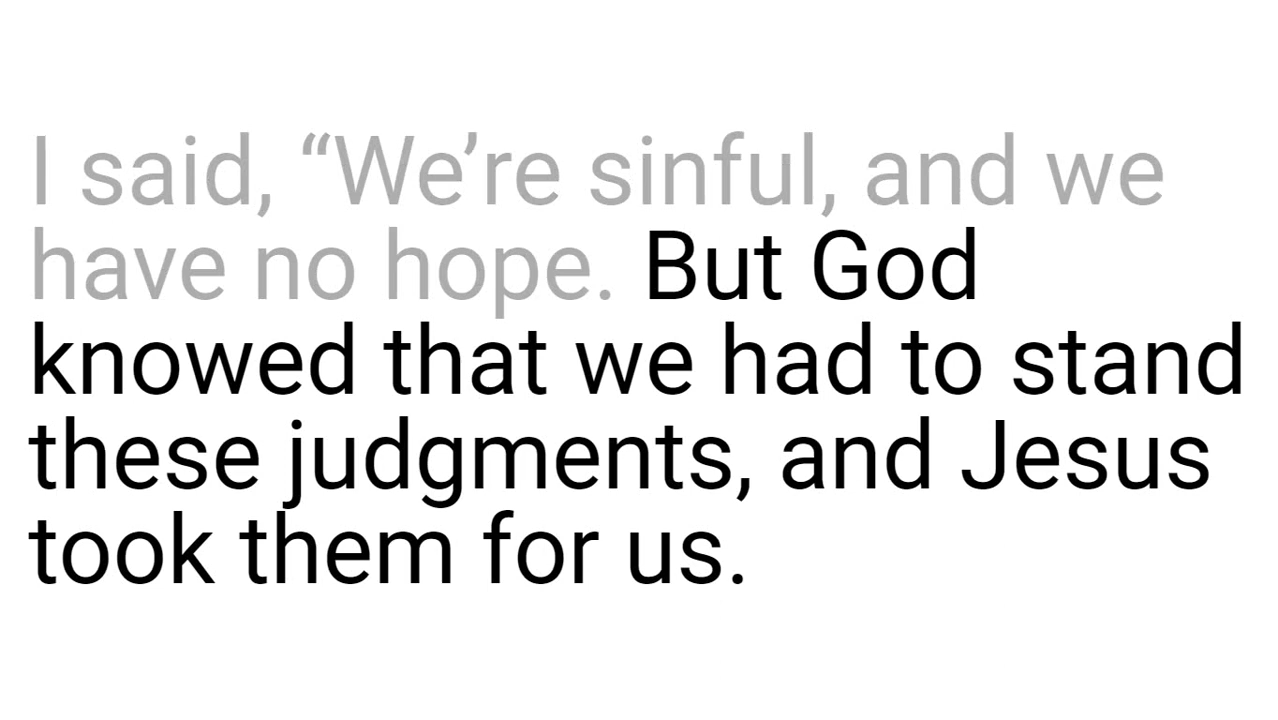 I said, “We’re sinful, and we
have no hope. But God
knowed that we had to stand
these judgments, and Jesus
took them for us.